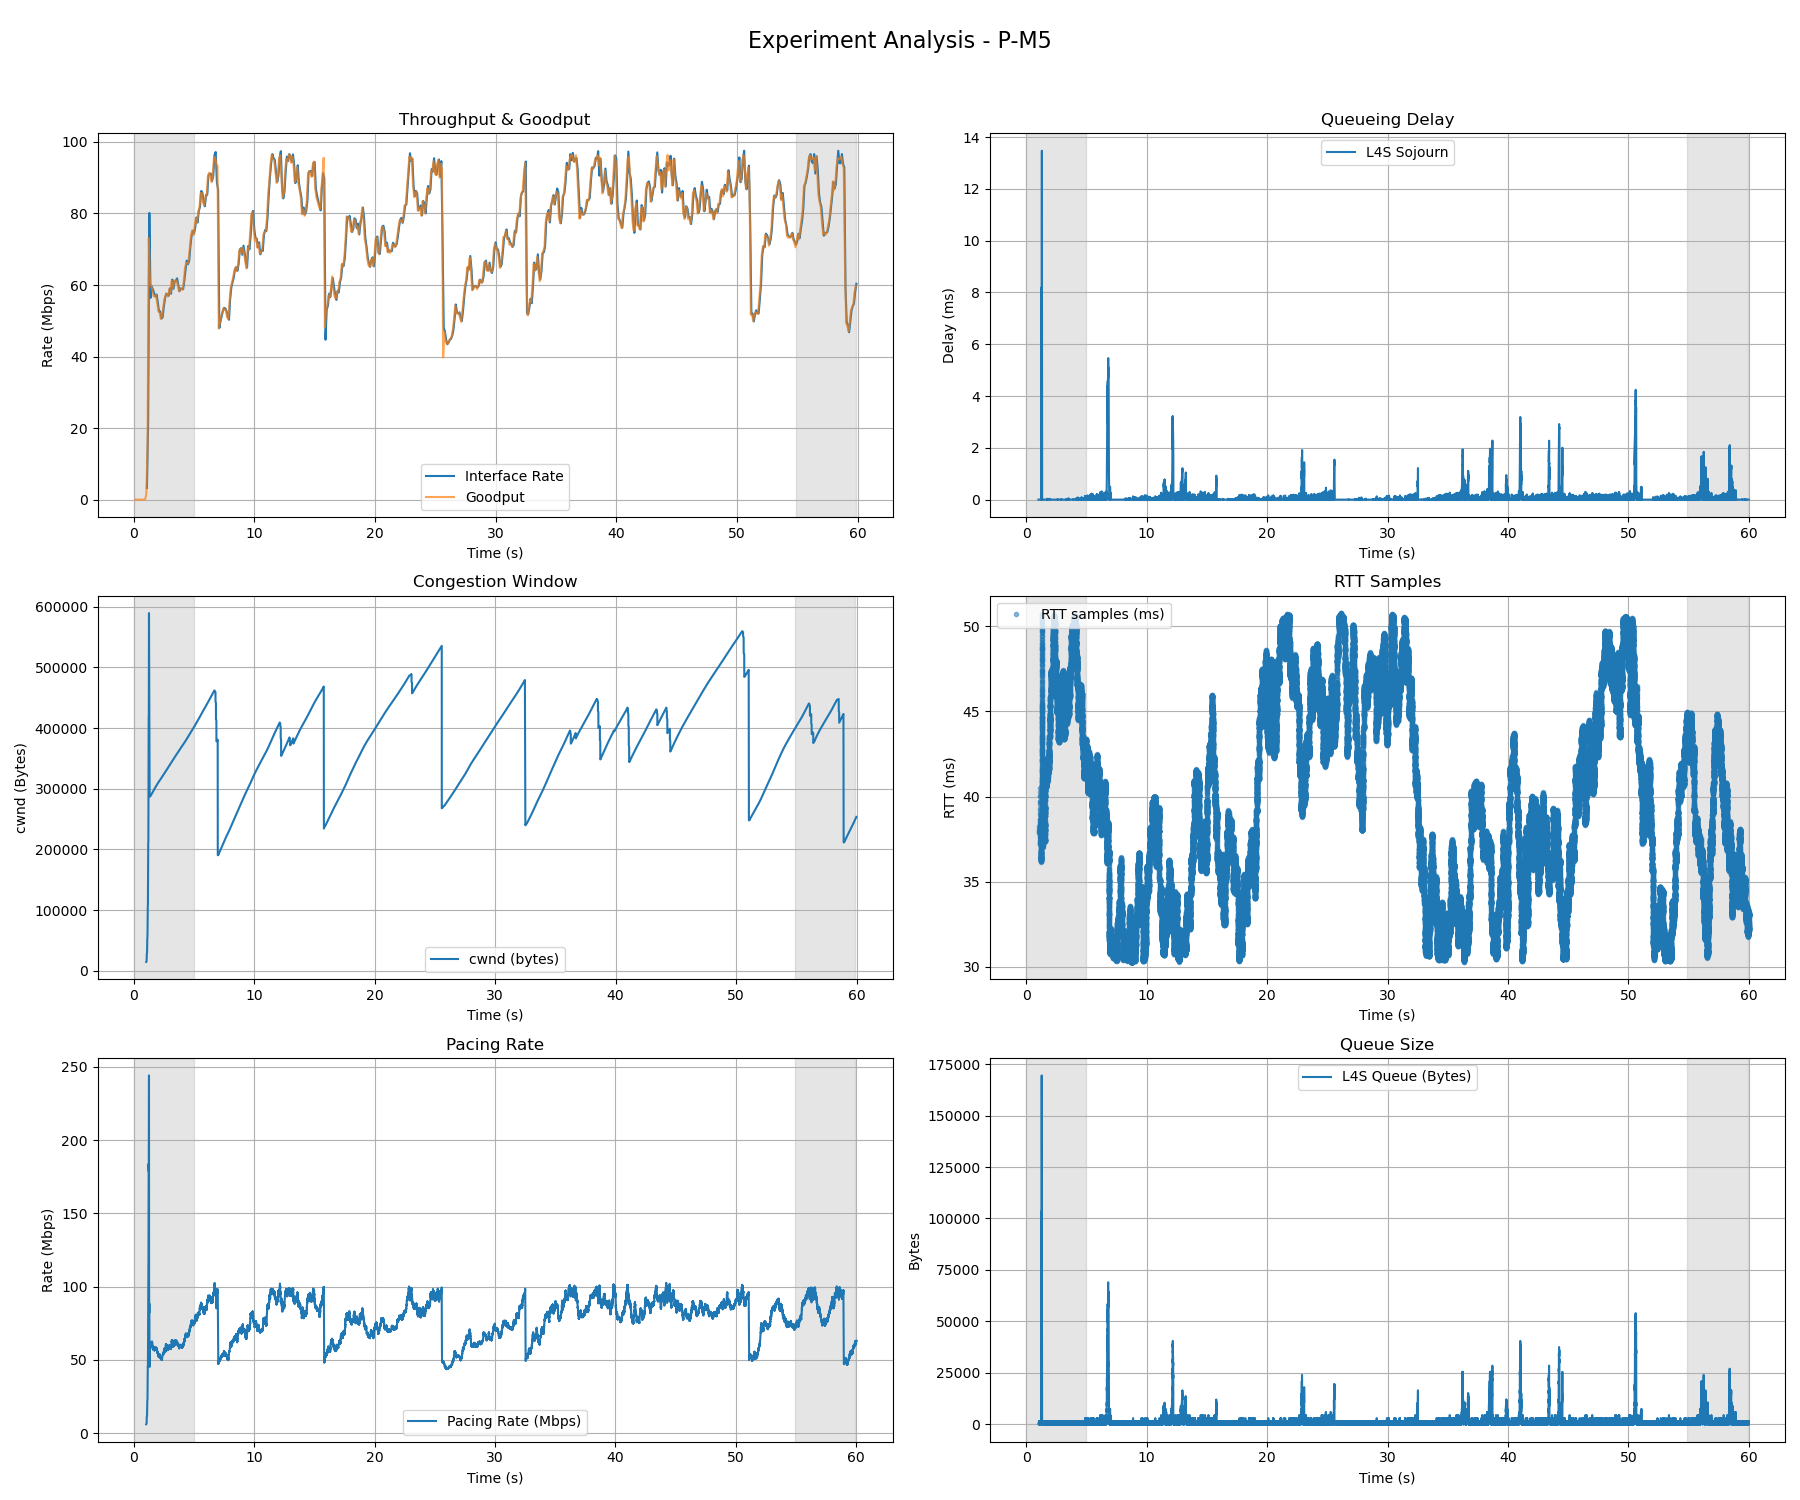 Experiment Analysis - P-M5
Throughput & Goodput
100
80
60
40
20
0
Rate (Mbps)
Interface Rate
Goodput
0 10 20 30 40 50 60
Time (s)
Queueing Delay
14
12
10
8
6
4
2
0
Delay (ms)
L4S Sojourn
0 10 20 30 40 50 60
Time (s)
Congestion Window
600000
500000
400000
300000
200000
100000
0
cwnd (Bytes)
cwnd (bytes)
0 10 20 30 40 50 60
Time (s)
RTT Samples
50
45
40
35
30
RTT (ms)
RTT samples (ms)
0 10 20 30 40 50 60
Time (s)
Pacing Rate
250
200
150
100
50
0
Rate (Mbps)
Pacing Rate (Mbps)
0 10 20 30 40 50 60
Time (s)
Queue Size
175000
150000
125000
100000
75000
50000
25000
0
Bytes
L4S Queue (Bytes)
0 10 20 30 40 50 60
Time (s)